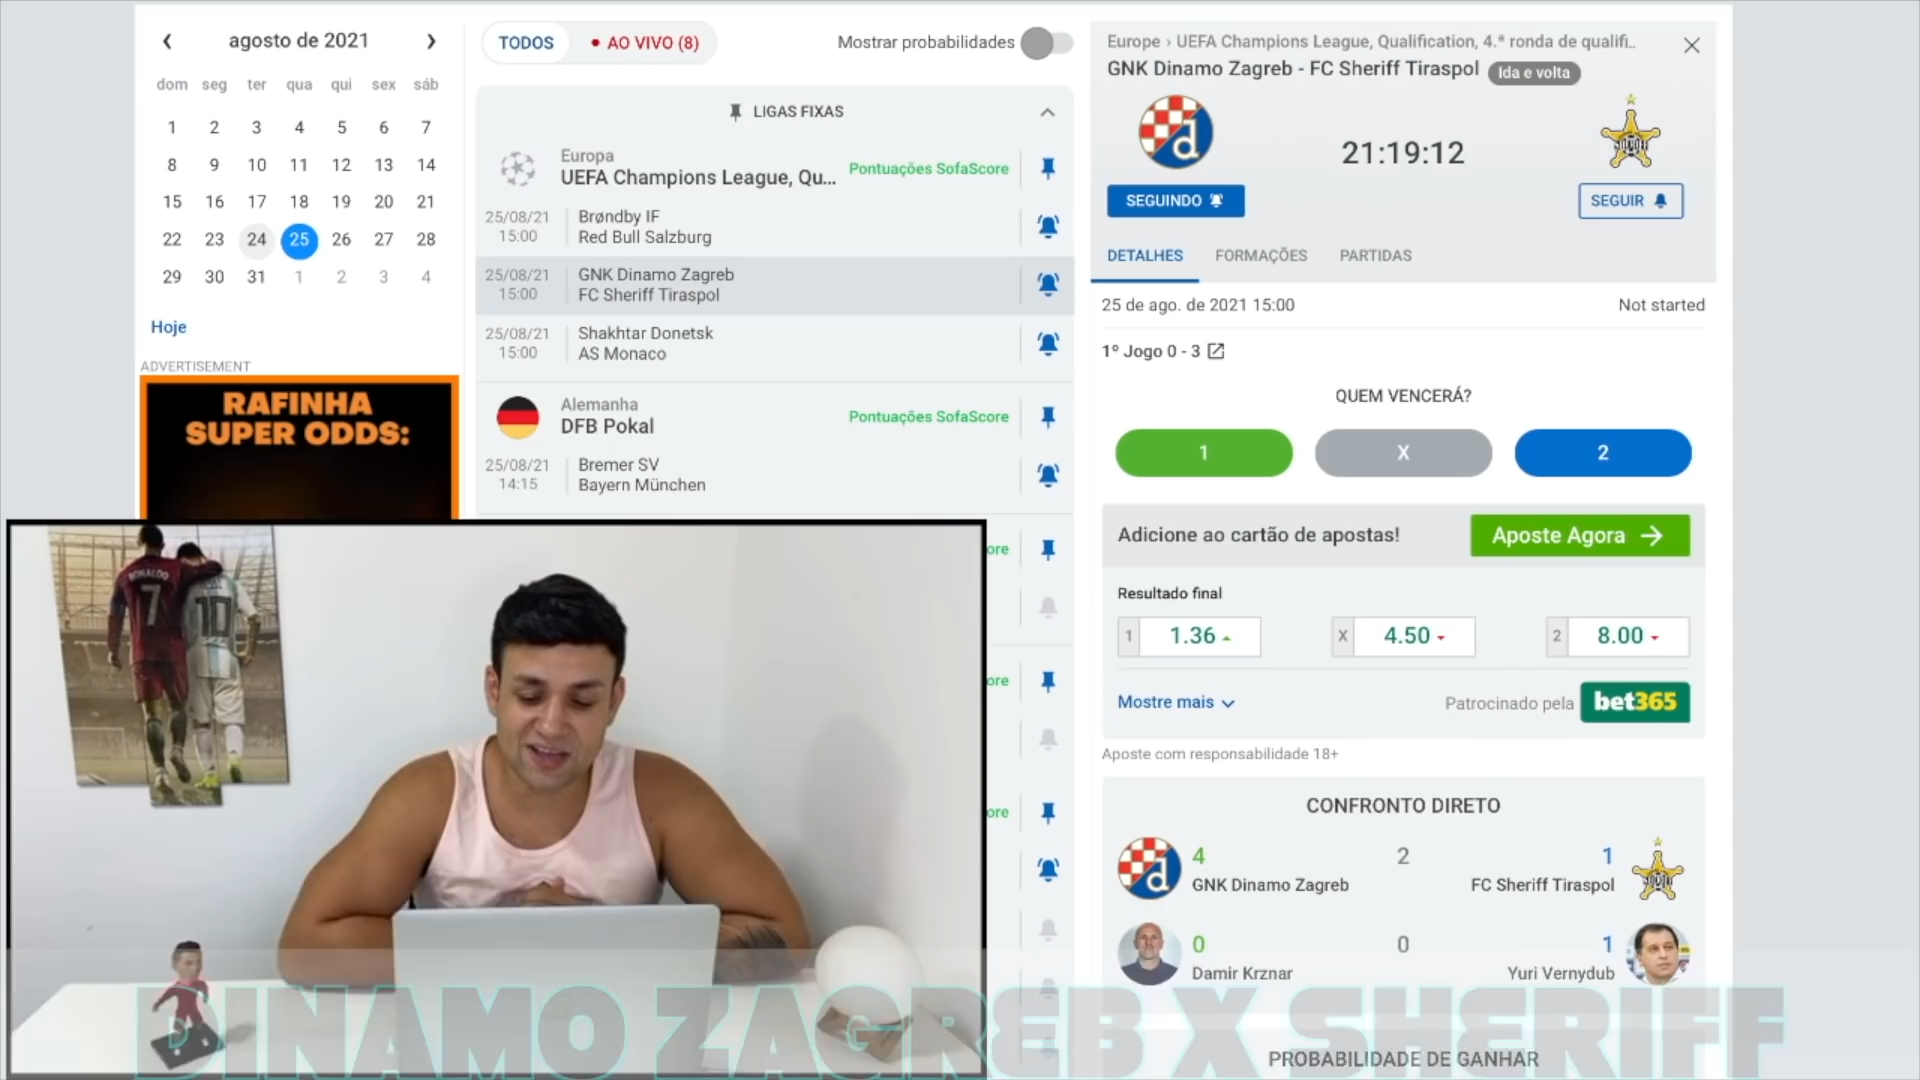 agosto de 2021
dom seg ter qua qui sex sáb
1 2 3 4 5 6 7
8 9 10 11 12 13 14
15 16 17 18 19 20 21
22 23 24 25 26 27 28
29 30 31 1 2 3 4
Hoje
ADVERTISEMENT
RAFINHA
SUPER ODDS:
TODOS
AO VIVO (8)
Mostrar probabilidades
LIGAS FIXAS
Europa
UEFA Champions League, Qu...
Pontuações SofaScore
25/08/21
15:00
Brøndby IF
Red Bull Salzburg
25/08/21
15:00
GNK Dinamo Zagreb
FC Sheriff Tiraspol
25/08/21
15:00
Shakhtar Donetsk
AS Monaco
Alemanha
DFB Pokal
Pontuações SofaScore
25/08/21
14:15
Bremer SV
Bayern München
ore
ore
ore
Europe › UEFA Champions League, Qualification, 4.ª ronda de qualifi..
GNK Dinamo Zagreb - FC Sheriff Tiraspol
Ida e volta
21:19:12
SEGUINDO
SEGUIR
DETALHES
FORMAÇÕES
PARTIDAS
25 de ago. de 2021 15:00
Not started
1º Jogo 0 - 3
QUEM VENCERÁ?
1
X
2
Adicione ao cartão de apostas!
Aposte Agora
Resultado final
1 1.36
X 4.50
2 8.00
Mostre mais
Patrocinado pela
bet365
Aposte com responsabilidade 18+
CONFRONTO DIRETO
4 2 1
GNK Dinamo Zagreb
FC Sheriff Tiraspol
0 0 1
Damir Krznar
Yuri Vernydub
PROBABILIDADE DE GANHAR
RONALDO
7
10
DINAMO ZAGREB X SHERIFF